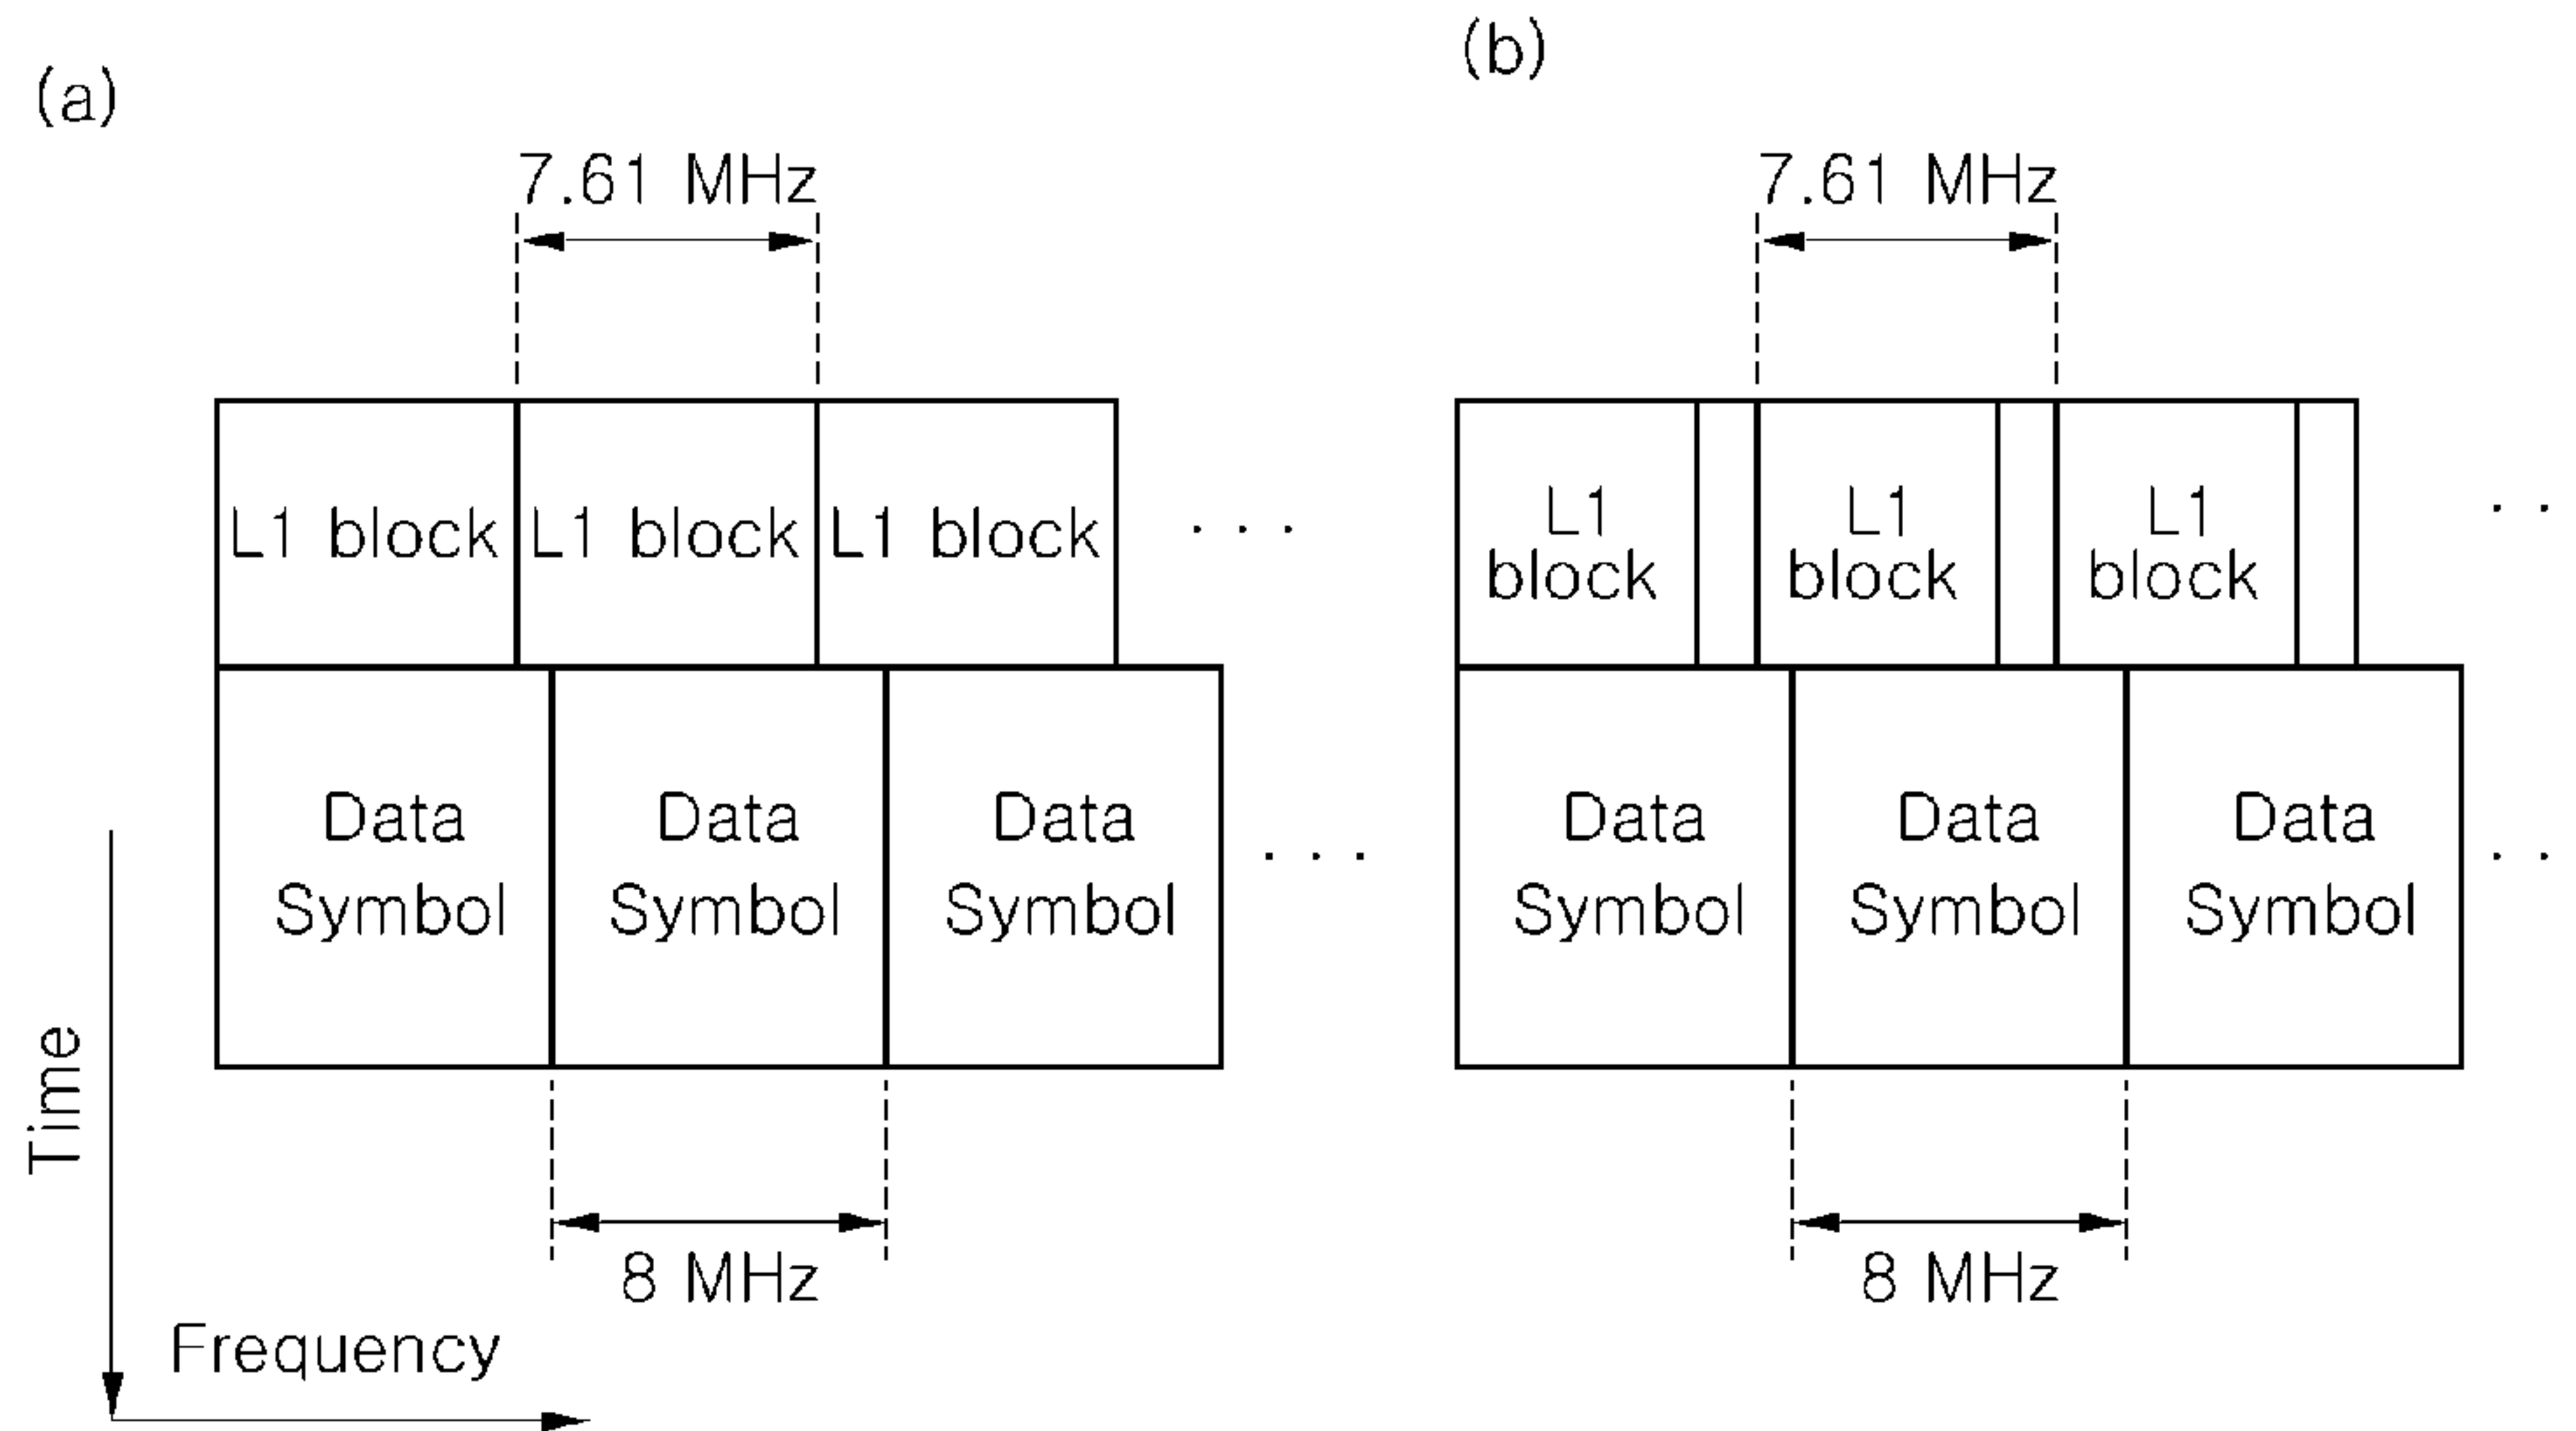 (a)
7.61 MHz
L1 block L1 block L1 block . . .
Data Symbol
Data Symbol
Data Symbol
. . .
8 MHz
Time
Frequency
(b)
7.61 MHz
L1
block
L1
block
L1
block
. .
Data
Symbol
Data
Symbol
Data
Symbol
. .
8 MHz